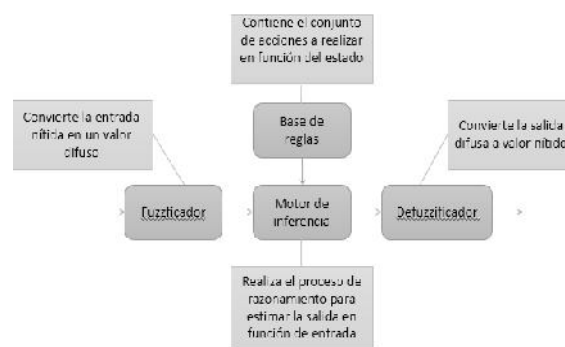 Contiene el conjunto
de acciones a realizar
en función del estado
Convierte la entrada
nítida en un valor
difuso
Base de
reglas
Convierte la salida
difusa a valor nítido
Fuzzificador
Motor de
inferencia
Defuzzificador
Realiza el proceso de
razonamiento para
estimar la salida en
función de entrada